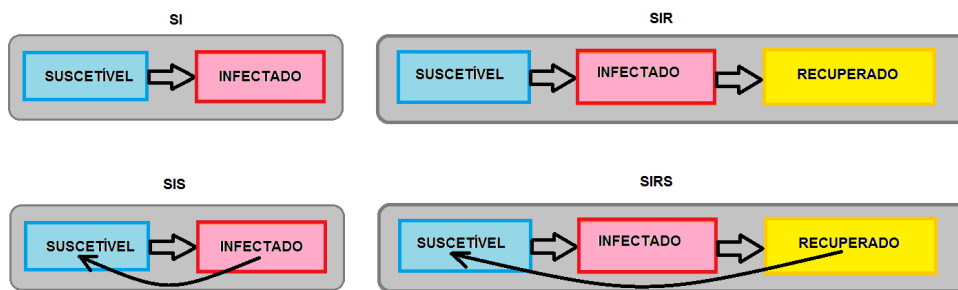 SI
SIR
SUSCETÍVEL
INFECTADO
SUSCETÍVEL
INFECTADO
RECUPERADO
SIS
SIRS
SUSCETÍVEL
INFECTADO
SUSCETÍVEL
INFECTADO
RECUPERADO